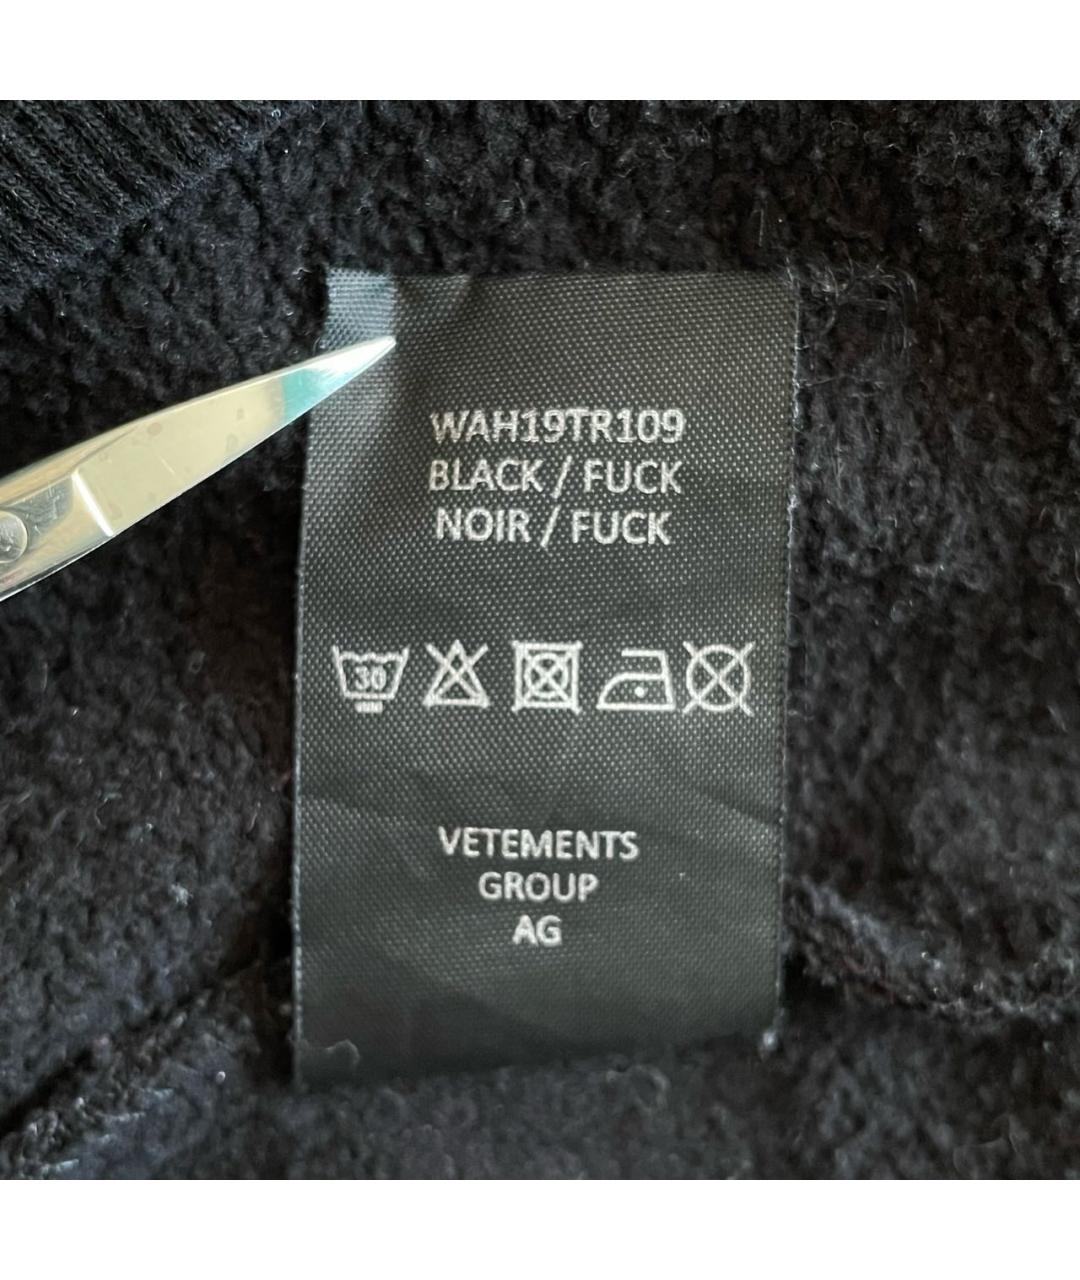 WAH19TR109
BLACK / FUCK
NOIR / FUCK
30
VETEMENTS
GROUP
AG